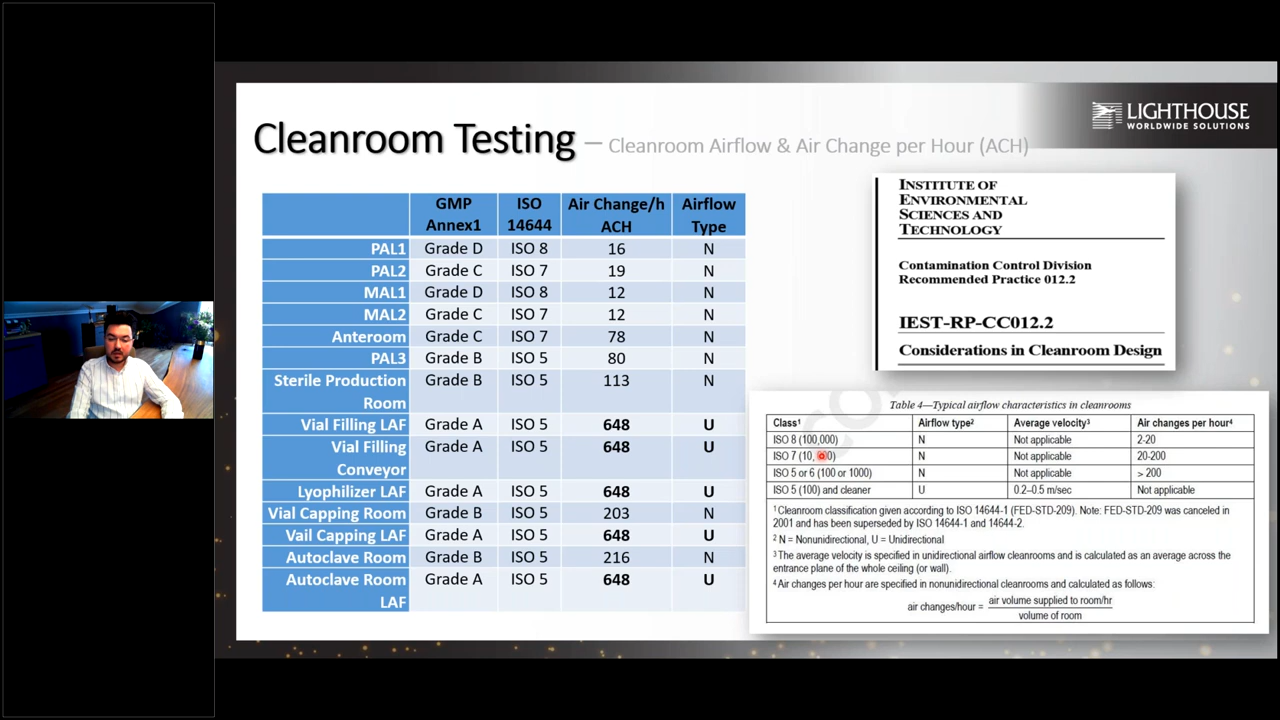 LIGHTHOUSE
WORLDWIDE SOLUTIONS
Cleanroom Testing – Cleanroom Airflow & Air Change per Hour (ACH)
GMP Annex1 ISO 14644 Air Change/h ACH Airflow Type
PAL1 Grade D ISO 8 16 N
PAL2 Grade C ISO 7 19 N
MAL1 Grade D ISO 8 12 N
MAL2 Grade C ISO 7 12 N
Anteroom Grade C ISO 7 78 N
PAL3 Grade B ISO 5 80 N
Sterile Production Room Grade B ISO 5 113 N
Vial Filling LAF Grade A ISO 5 648 U
Vial Filling Conveyor Grade A ISO 5 648 U
Lyophilizer LAF Grade A ISO 5 648 U
Vial Capping Room Grade B ISO 5 203 N
Vail Capping LAF Grade A ISO 5 648 U
Autoclave Room Grade B ISO 5 216 N
Autoclave Room LAF Grade A ISO 5 648 U
INSTITUTE OF
ENVIRONMENTAL
SCIENCES AND
TECHNOLOGY
Contamination Control Division
Recommended Practice 012.2
IEST-RP-CC012.2
Considerations in Cleanroom Design
Table 4—Typical airflow characteristics in cleanrooms
Class¹ Airflow type² Average velocity³ Air changes per hour⁴
ISO 8 (100,000) N Not applicable 2-20
ISO 7 N Not applicable 20-200
ISO 5 or 6 (100 or 1000) N Not applicable > 200
ISO 5 (100) and cleaner U 0.2–0.5 m/sec Not applicable
¹ Cleanroom classification given according to ISO 14644-1 (FED-STD-209). Note: FED-STD-209 was canceled in
2001 and has been superseded by ISO 14644-1 and 14644-2.
² N = Nonunidirectional, U = Unidirectional
³ The average velocity is specified in unidirectional airflow cleanrooms and is calculated as an average across the
entrance plane of the whole ceiling (or wall).
⁴ Air changes per hour are specified in nonunidirectional cleanrooms and calculated as follows:
air changes/hour = air volume supplied to room/hr
volume of room